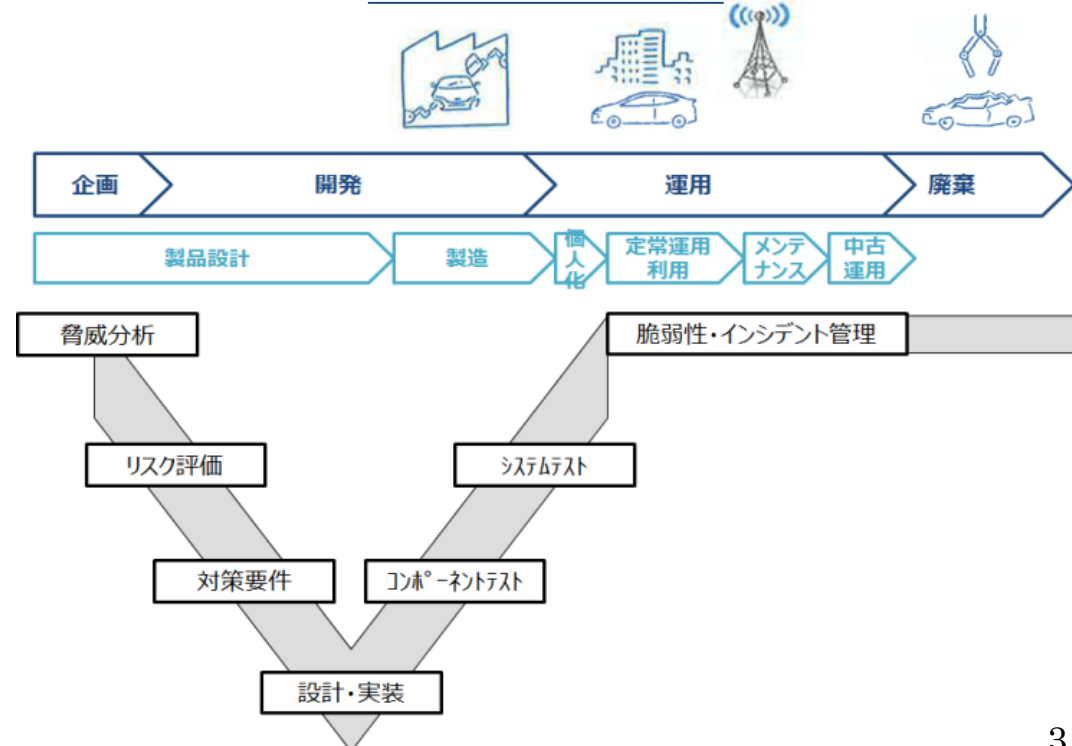 企画
開発
運用
廃棄
製品設計
製造
個
人
化
定常運用
利用
メンテ
ナンス
中古
運用
脅威分析
脆弱性・インシデント管理
リスク評価
ｼｽﾃﾑﾃｽﾄ
対策要件
ｺﾝﾎﾟｰﾈﾝﾄﾃｽﾄ
設計・実装
3